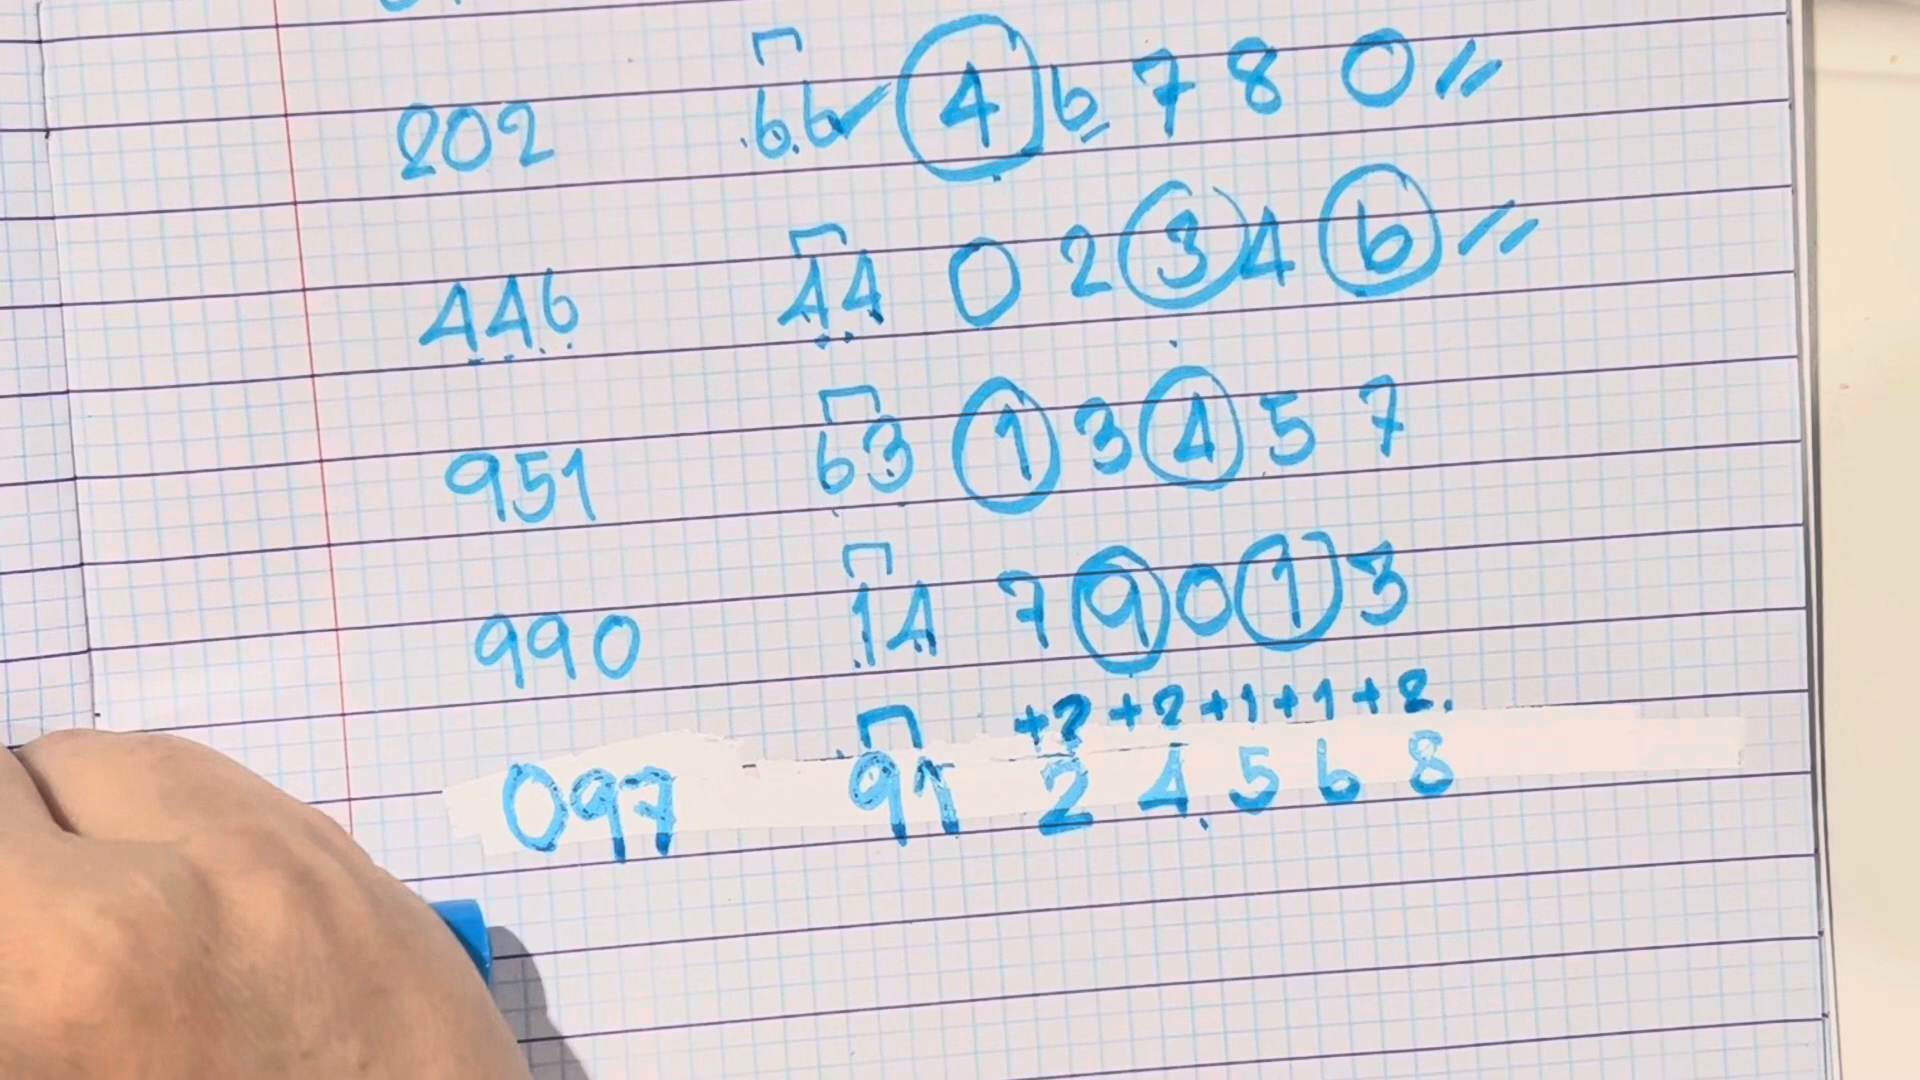 202 66 4 6 7 8 0 //
446 44 0 2 3 4 6 //
951 63 1 3 4 5 7
990 14 7 9 0 1 3
+2 +2 +1 +1 +2.
097 91 2 4 5 6 8